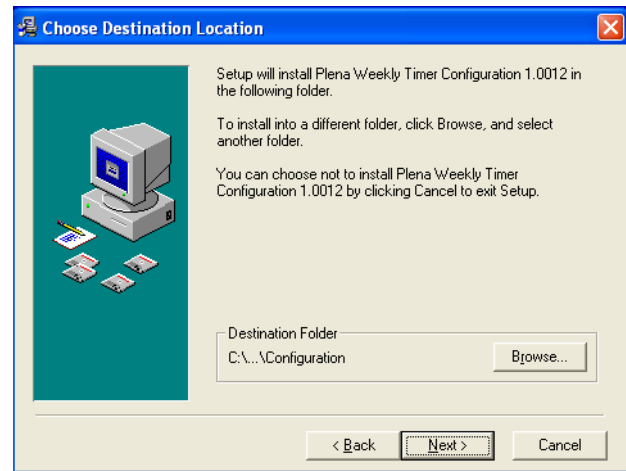 Choose Destination Location
Setup will install Plena Weekly Timer Configuration 1.0012 in
the following folder.
To install into a different folder, click Browse, and select
another folder.
You can choose not to install Plena Weekly Timer
Configuration 1.0012 by clicking Cancel to exit Setup.
Destination Folder
C:\...\Configuration
Browse...
< Back
Next >
Cancel